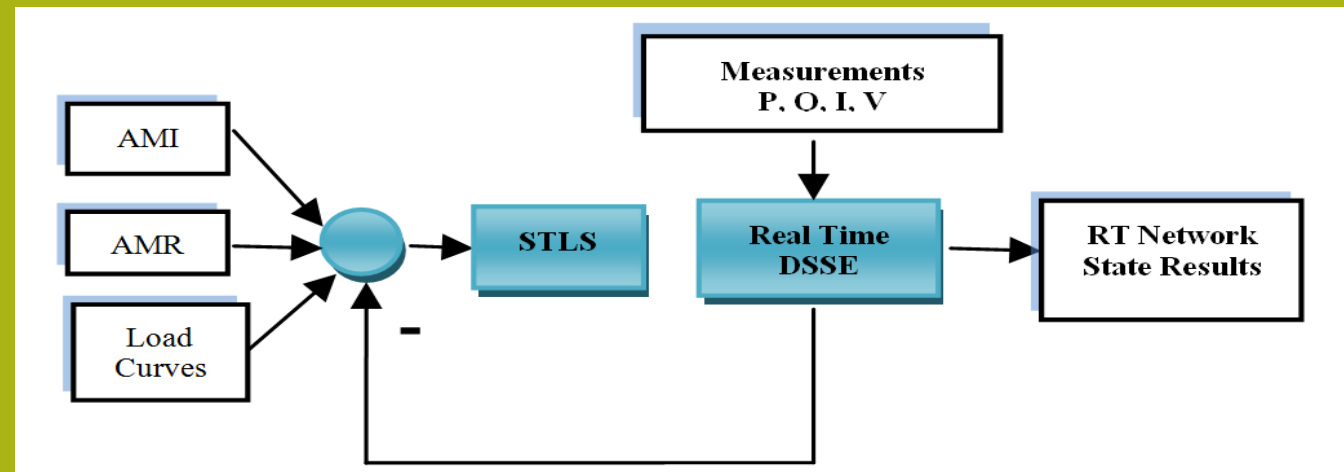 Measurements
P, O, I, V
AMI
AMR
Load
Curves
STLS
Real Time
DSSE
RT Network
State Results
-